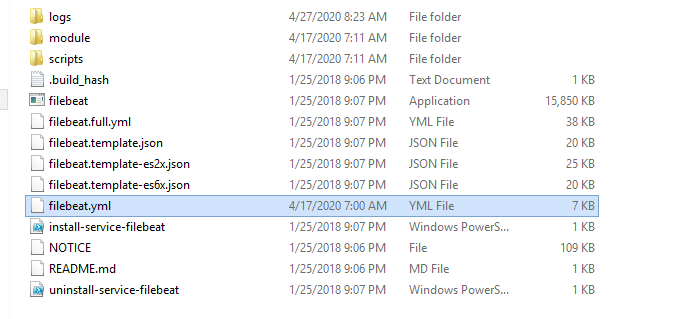 logs 4/27/2020 8:23 AM File folder
module 4/17/2020 7:11 AM File folder
scripts 4/17/2020 7:11 AM File folder
.build_hash 1/25/2018 9:06 PM Text Document 1 KB
filebeat 1/25/2018 9:07 PM Application 15,850 KB
filebeat.full.yml 1/25/2018 9:07 PM YML File 38 KB
filebeat.template.json 1/25/2018 9:07 PM JSON File 20 KB
filebeat.template-es2x.json 1/25/2018 9:07 PM JSON File 25 KB
filebeat.template-es6x.json 1/25/2018 9:07 PM JSON File 20 KB
filebeat.yml 4/17/2020 7:00 AM YML File 7 KB
install-service-filebeat 1/25/2018 9:07 PM Windows PowerS... 1 KB
NOTICE 1/25/2018 9:06 PM File 109 KB
README.md 1/25/2018 9:06 PM MD File 1 KB
uninstall-service-filebeat 1/25/2018 9:07 PM Windows PowerS... 1 KB